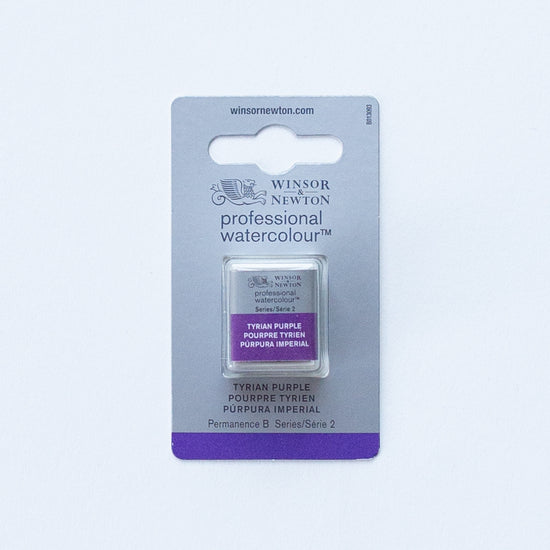 winsornewton.com
WINSOR
&
NEWTON
professional
watercolour™
WINSOR
NEWTON
professional
watercolour™
Series/Série 2
TYRIAN PURPLE
POURPRE TYRIEN
PÚRPURA IMPERIAL
TYRIAN PURPLE
POURPRE TYRIEN
PÚRPURA IMPERIAL
Permanence B Series/Série 2